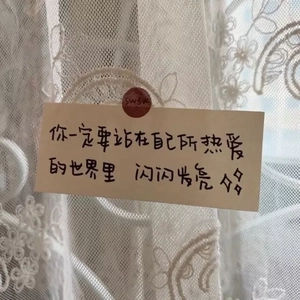 你一定要站在自己所热爱
的世界里 闪闪发亮